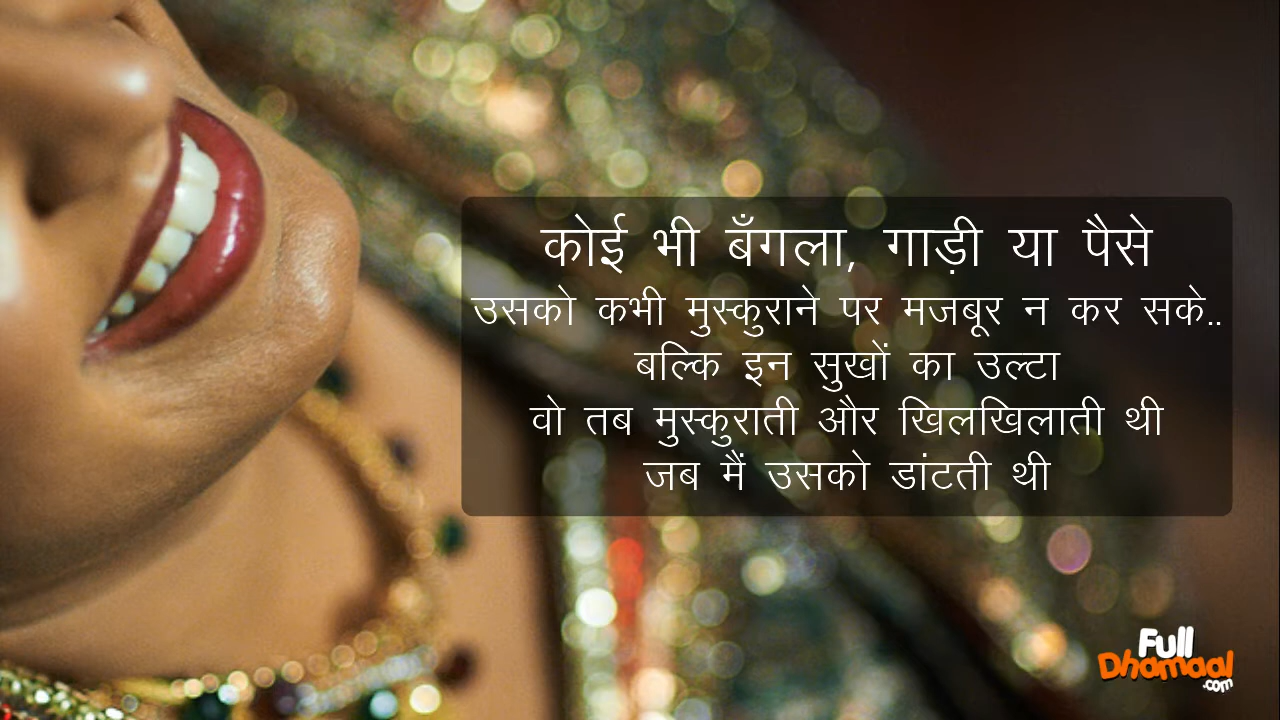 कोई भी बँगला, गाड़ी या पैसे
उसको कभी मुस्कुराने पर मजबूर न कर सके..
बल्कि इन सुखों का उल्टा
वो तब मुस्कुराती और खिलखिलाती थी
जब मैं उसको डांटती थी
Full
Dhamaal
.com